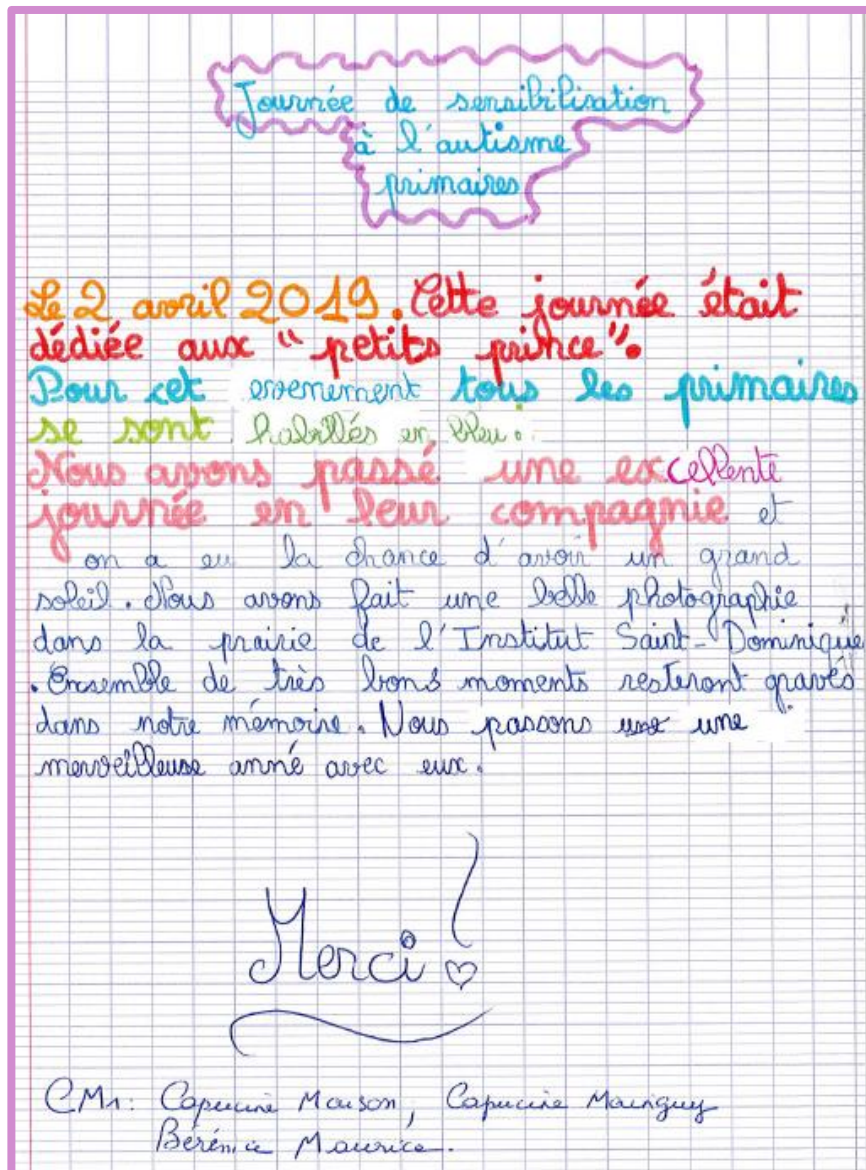 Journée de sensibilisation
à l'autisme
primaires
Le 2 avril 2019. Cette journée était
dédiée aux " petits prince".
Pour cet evenement tous les primaires
se sont habillés en bleu.
Nous avons passé une excellente
journée en leur compagnie et
on a eu la chance d'avoir un grand
soleil. Nous avons fait une belle photographie
dans la prairie de l'Institut Saint-Dominique
. Ensemble de très bons moments resteront gravés
dans notre mémoire. Nous passons une
merveilleuse anné avec eux.
Merci !
CM1: Capucine Maison, Capucine
Bérénice Maurice.